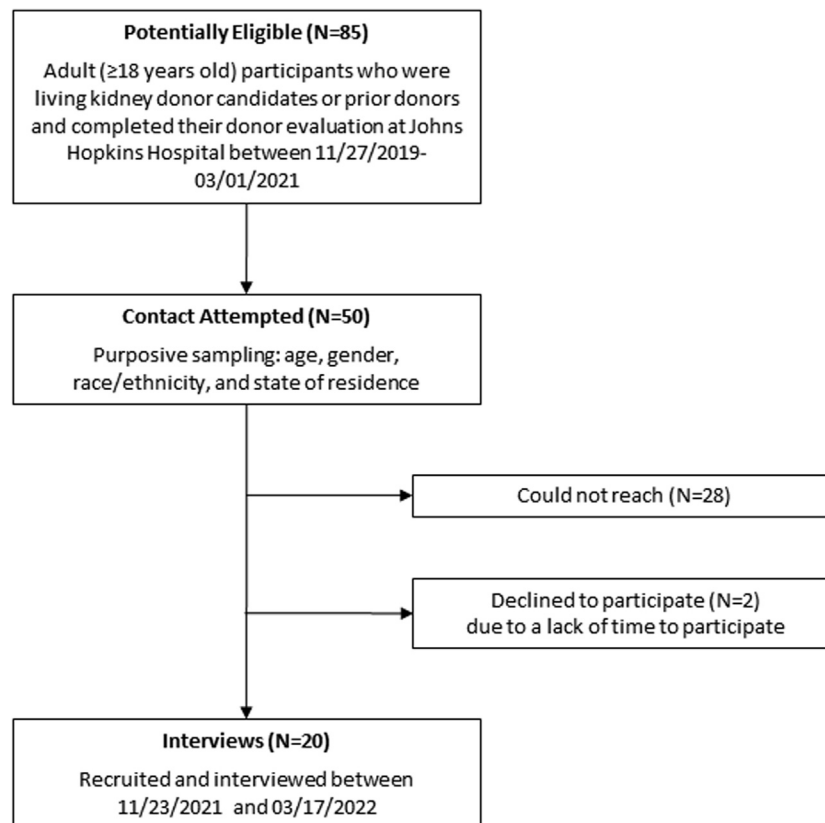 Potentially Eligible (N=85)
Adult (≥18 years old) participants who were
living kidney donor candidates or prior donors
and completed their donor evaluation at Johns
Hopkins Hospital between 11/27/2019-
03/01/2021
Contact Attempted (N=50)
Purposive sampling: age, gender,
race/ethnicity, and state of residence
Could not reach (N=28)
Declined to participate (N=2)
due to a lack of time to participate
Interviews (N=20)
Recruited and interviewed between
11/23/2021 and 03/17/2022